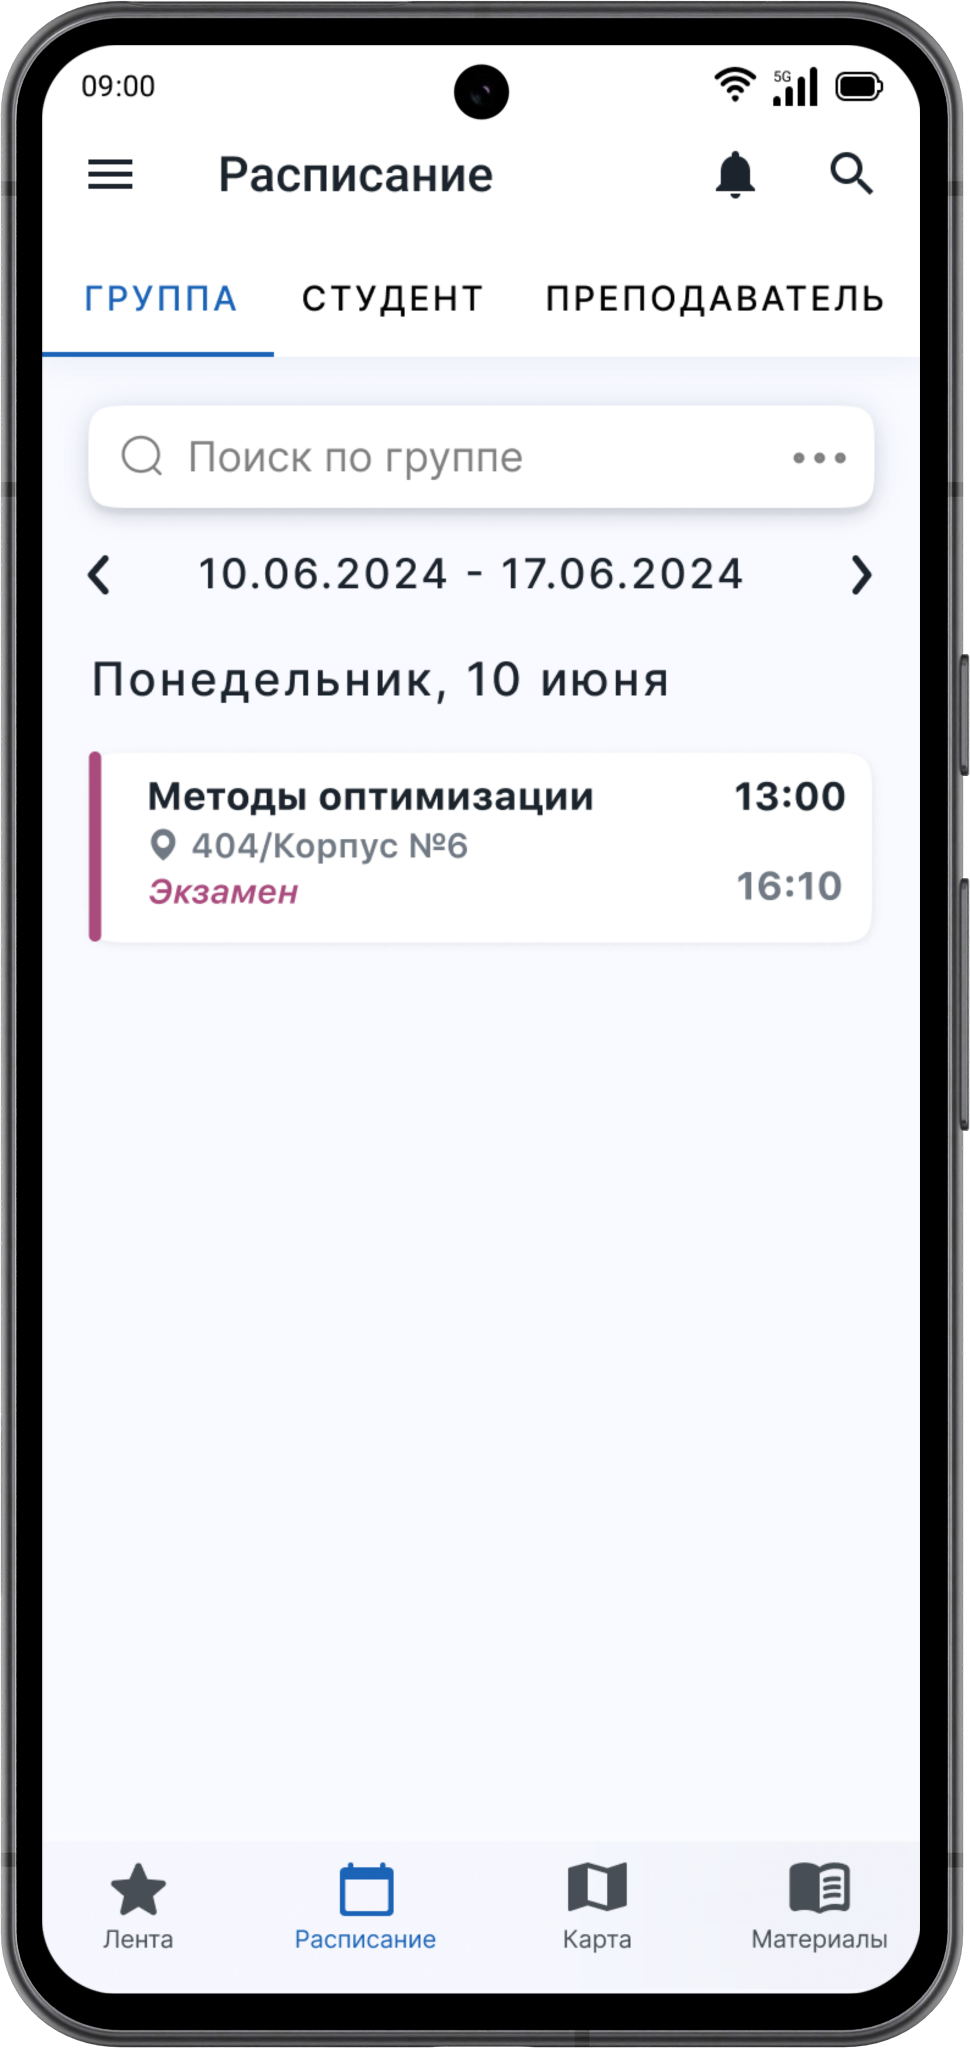 09:00
5G
Расписание
ГРУППА СТУДЕНТ ПРЕПОДАВАТЕЛЬ
Поиск по группе
10.06.2024 - 17.06.2024
Понедельник, 10 июня
Методы оптимизации 13:00
404/Корпус №6
Экзамен 16:10
Лента Расписание Карта Материалы